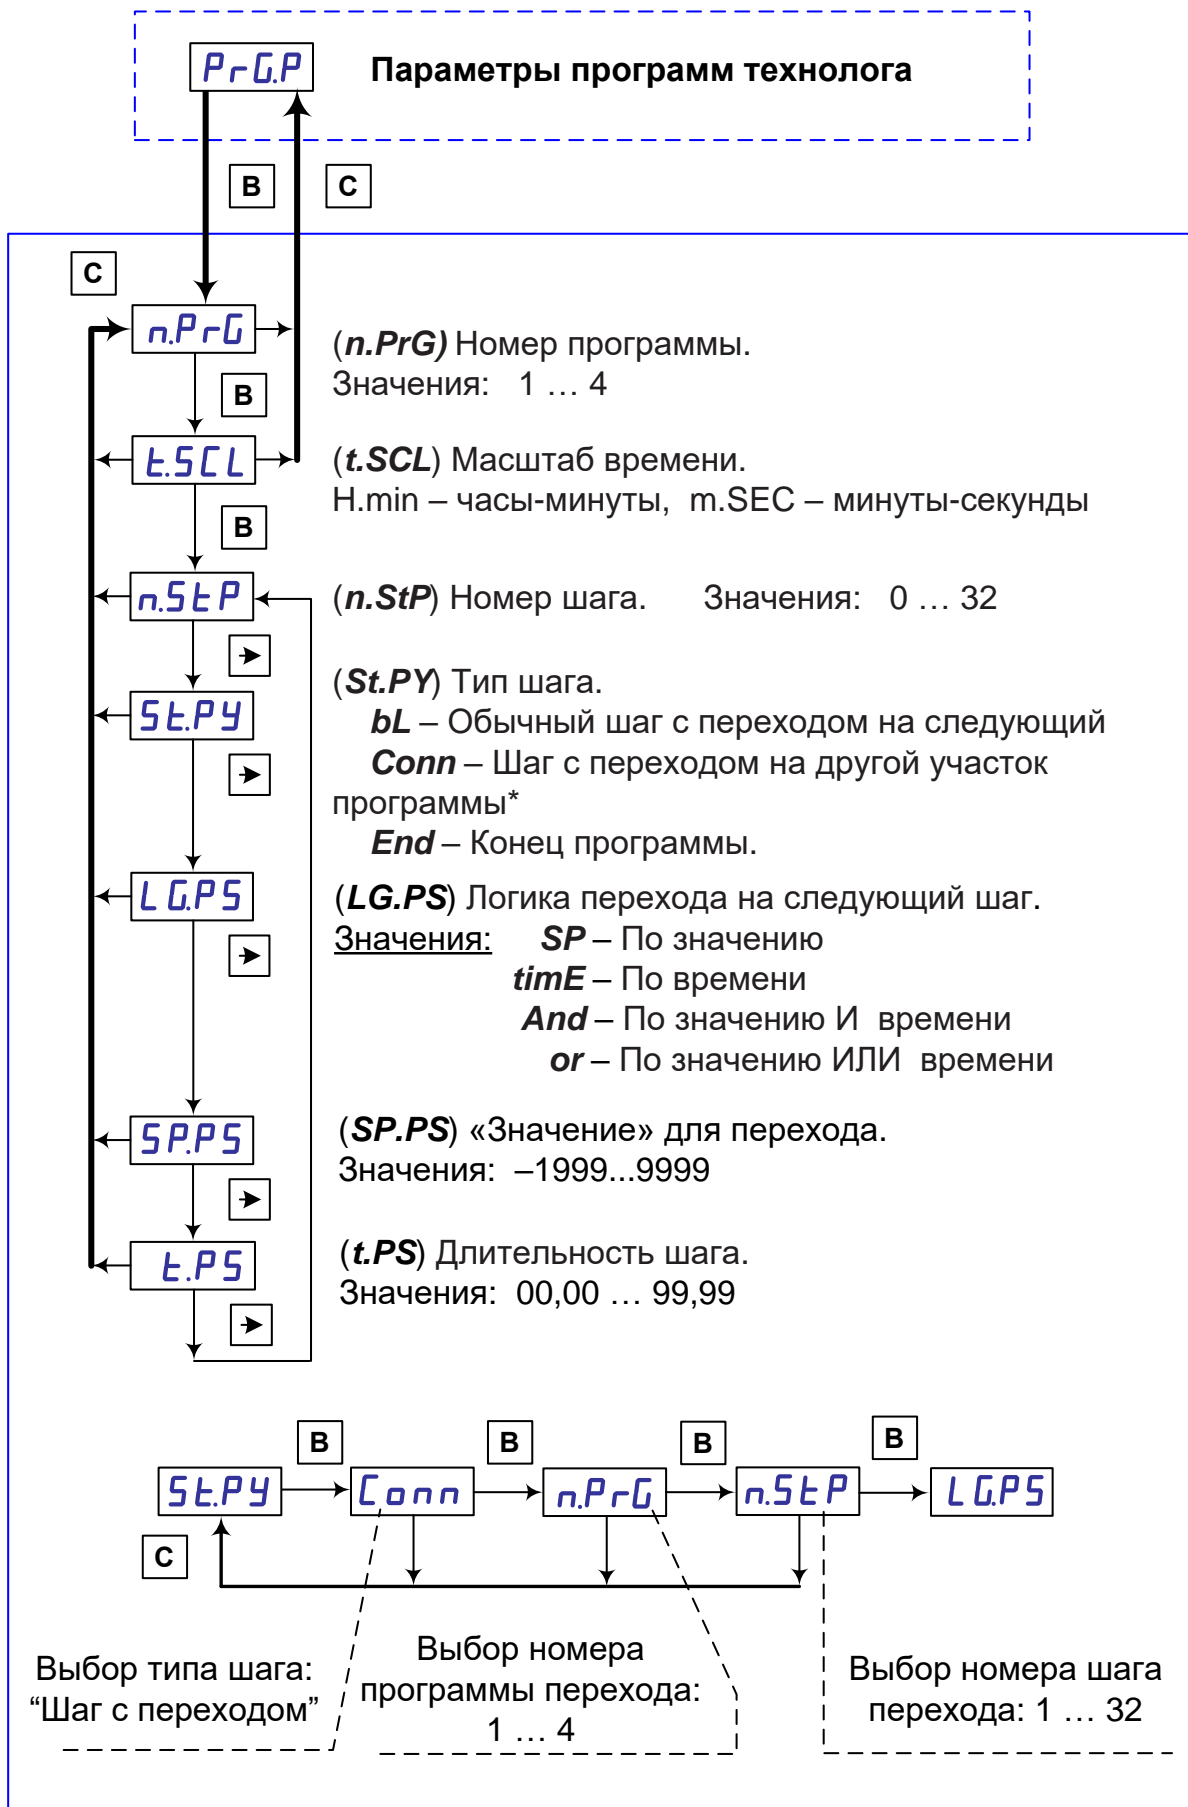 PrG.P Параметры программ технолога
B C
C
n.PrG (n.PrG) Номер программы.
Значения: 1 … 4
B
t.SCL (t.SCL) Масштаб времени.
H.min – часы-минуты, m.SEC – минуты-секунды
B
n.StP (n.StP) Номер шага. Значения: 0 … 32
St.PY (St.PY) Тип шага.
bL – Обычный шаг с переходом на следующий
Conn – Шаг с переходом на другой участок
программы*
End – Конец программы.
LG.PS (LG.PS) Логика перехода на следующий шаг.
Значения: SP – По значению
timE – По времени
And – По значению И времени
or – По значению ИЛИ времени
SP.PS (SP.PS) «Значение» для перехода.
Значения: –1999...9999
t.PS (t.PS) Длительность шага.
Значения: 00,00 … 99,99
B B B B
St.PY Conn n.PrG n.StP LG.PS
C
Выбор типа шага:
“Шаг с переходом”
Выбор номера
программы перехода:
1 … 4
Выбор номера шага
перехода: 1 … 32